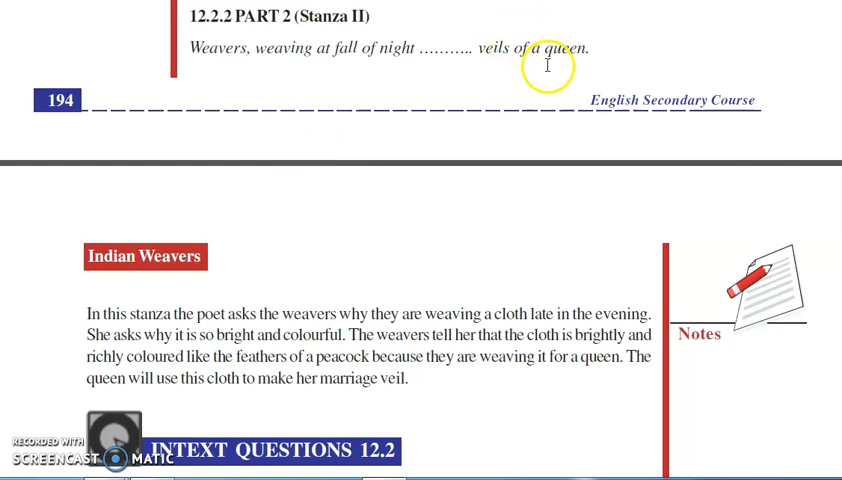 12.2.2 PART 2 (Stanza II)
Weavers, weaving at fall of night ……….. veils of a queen.
194
English Secondary Course
Indian Weavers
In this stanza the poet asks the weavers why they are weaving a cloth late in the evening.
She asks why it is so bright and colourful. The weavers tell her that the cloth is brightly and
richly coloured like the feathers of a peacock because they are weaving it for a queen. The
queen will use this cloth to make her marriage veil.
Notes
INTEXT QUESTIONS 12.2
RECORDED WITH
SCREENCAST MATIC